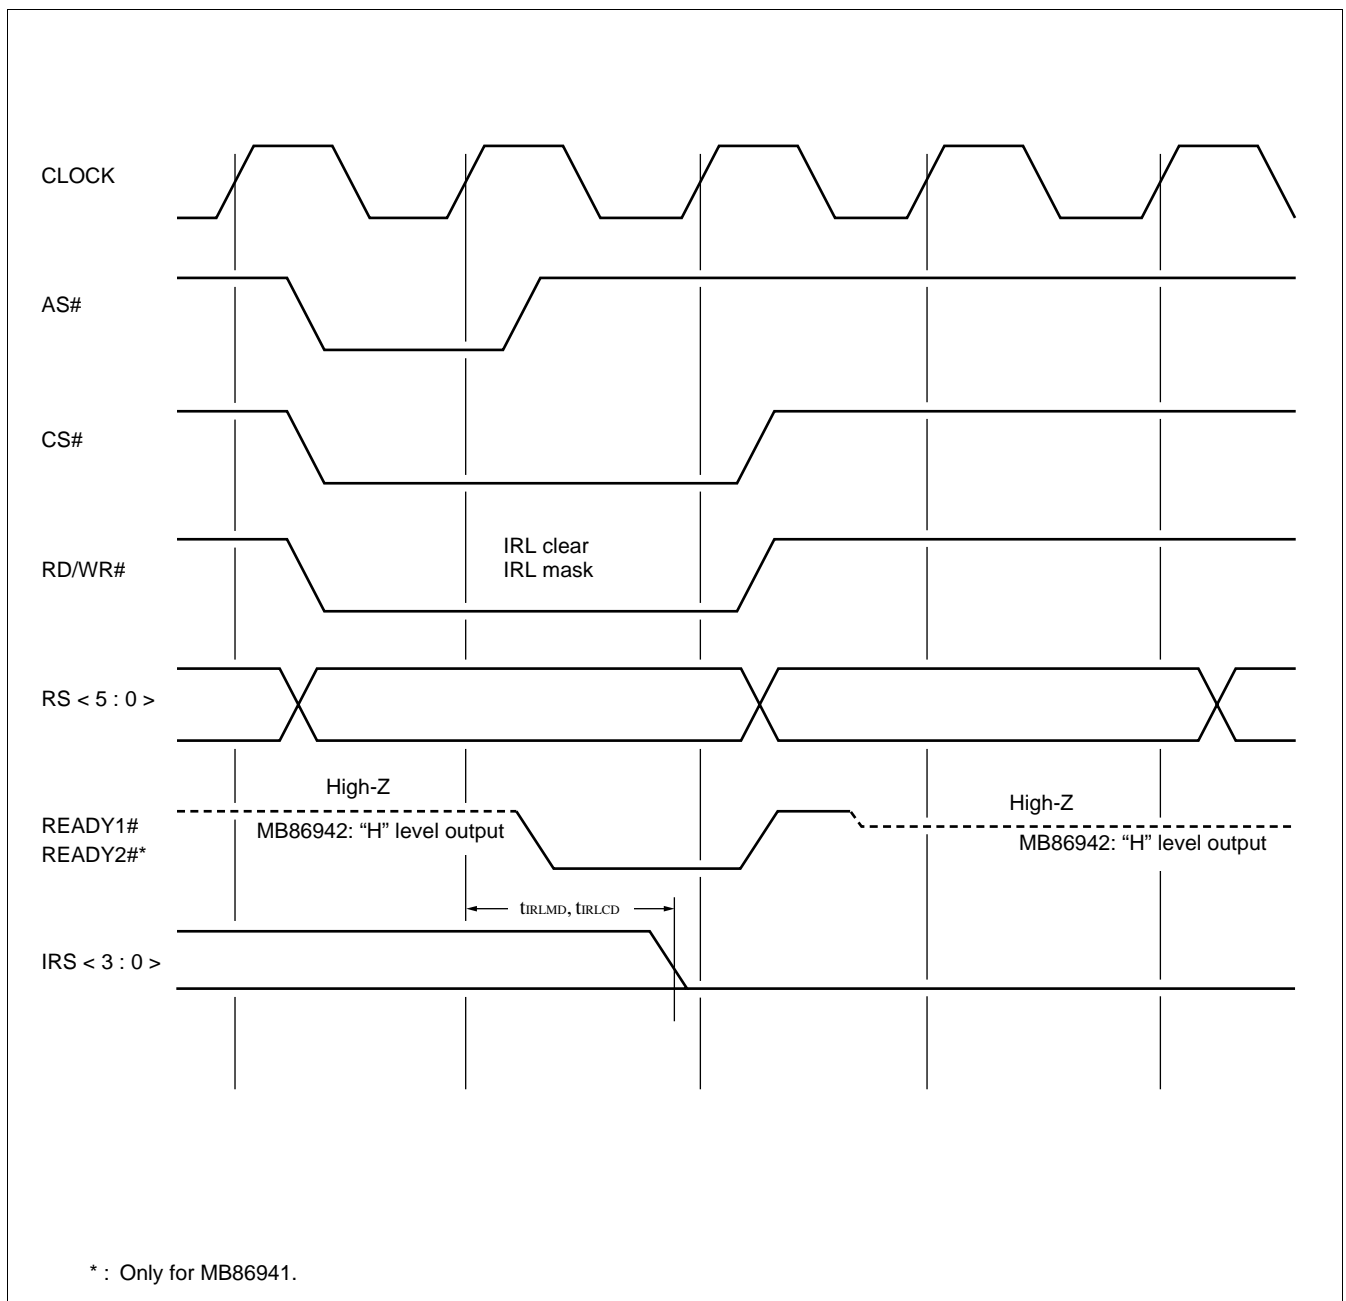 CLOCK
AS#
CS#
IRL clear
IRL mask
RD/WR#
RS < 5 : 0 >
High-Z
MB86942: “H” level output
High-Z
MB86942: “H” level output
READY1#
READY2#*
tIRLMD, tIRLCD
IRS < 3 : 0 >
* : Only for MB86941.